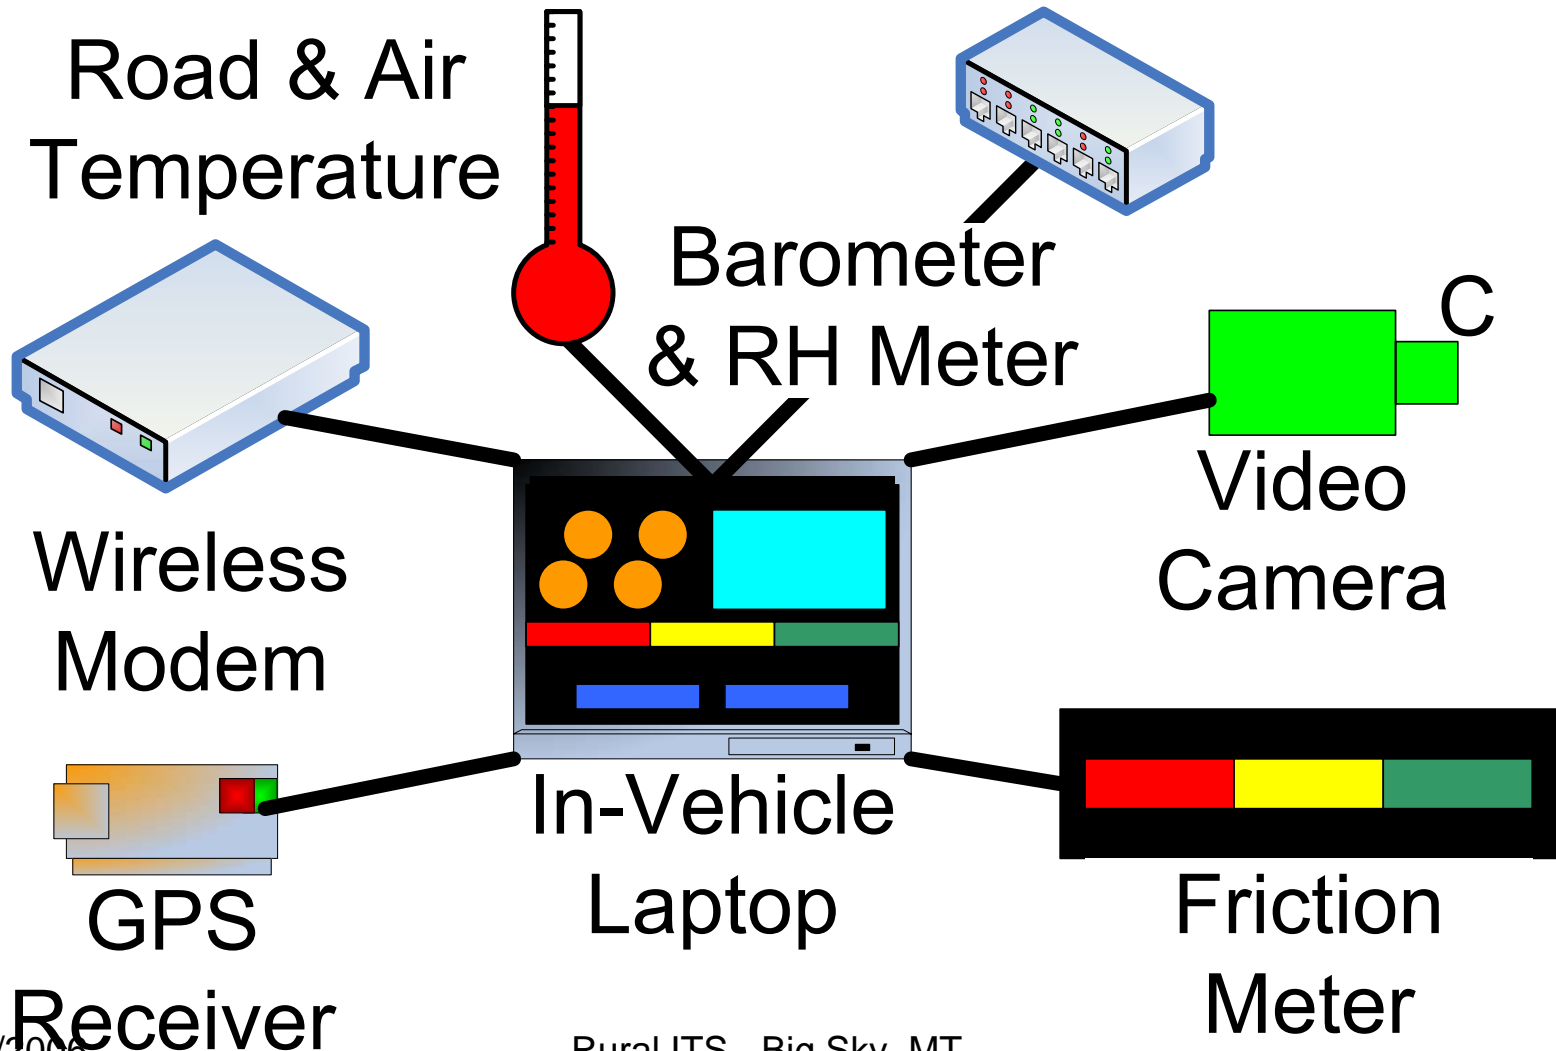 Road & Air
Temperature
Barometer
& RH Meter
C
Video
Camera
Wireless
Modem
In-Vehicle
Laptop
GPS
Receiver
Friction
Meter
/2006
Rural ITS Big Sky, MT